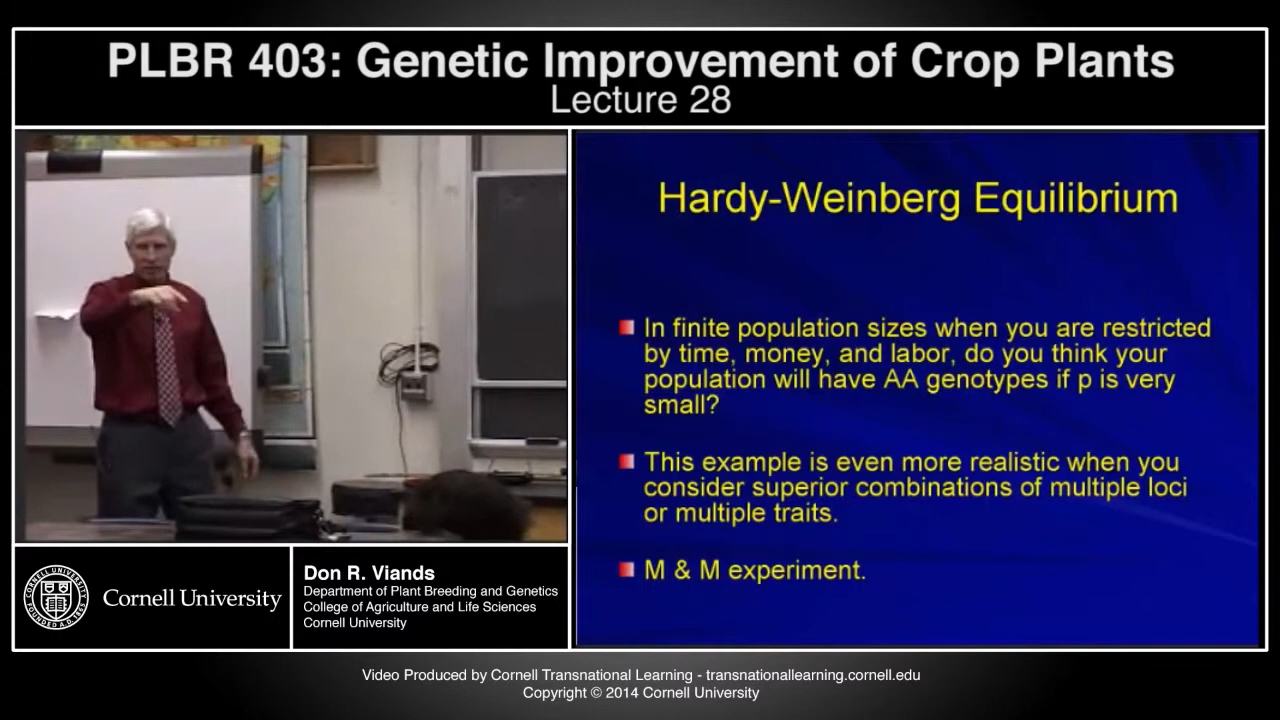 PLBR 403: Genetic Improvement of Crop Plants
Lecture 28
Hardy-Weinberg Equilibrium
In finite population sizes when you are restricted
by time, money, and labor, do you think your
population will have AA genotypes if p is very
small?
This example is even more realistic when you
consider superior combinations of multiple loci
or multiple traits.
M & M experiment.
Cornell University
Don R. Viands
Department of Plant Breeding and Genetics
College of Agriculture and Life Sciences
Cornell University
Video Produced by Cornell Transnational Learning - transnationallearning.cornell.edu
Copyright © 2014 Cornell University